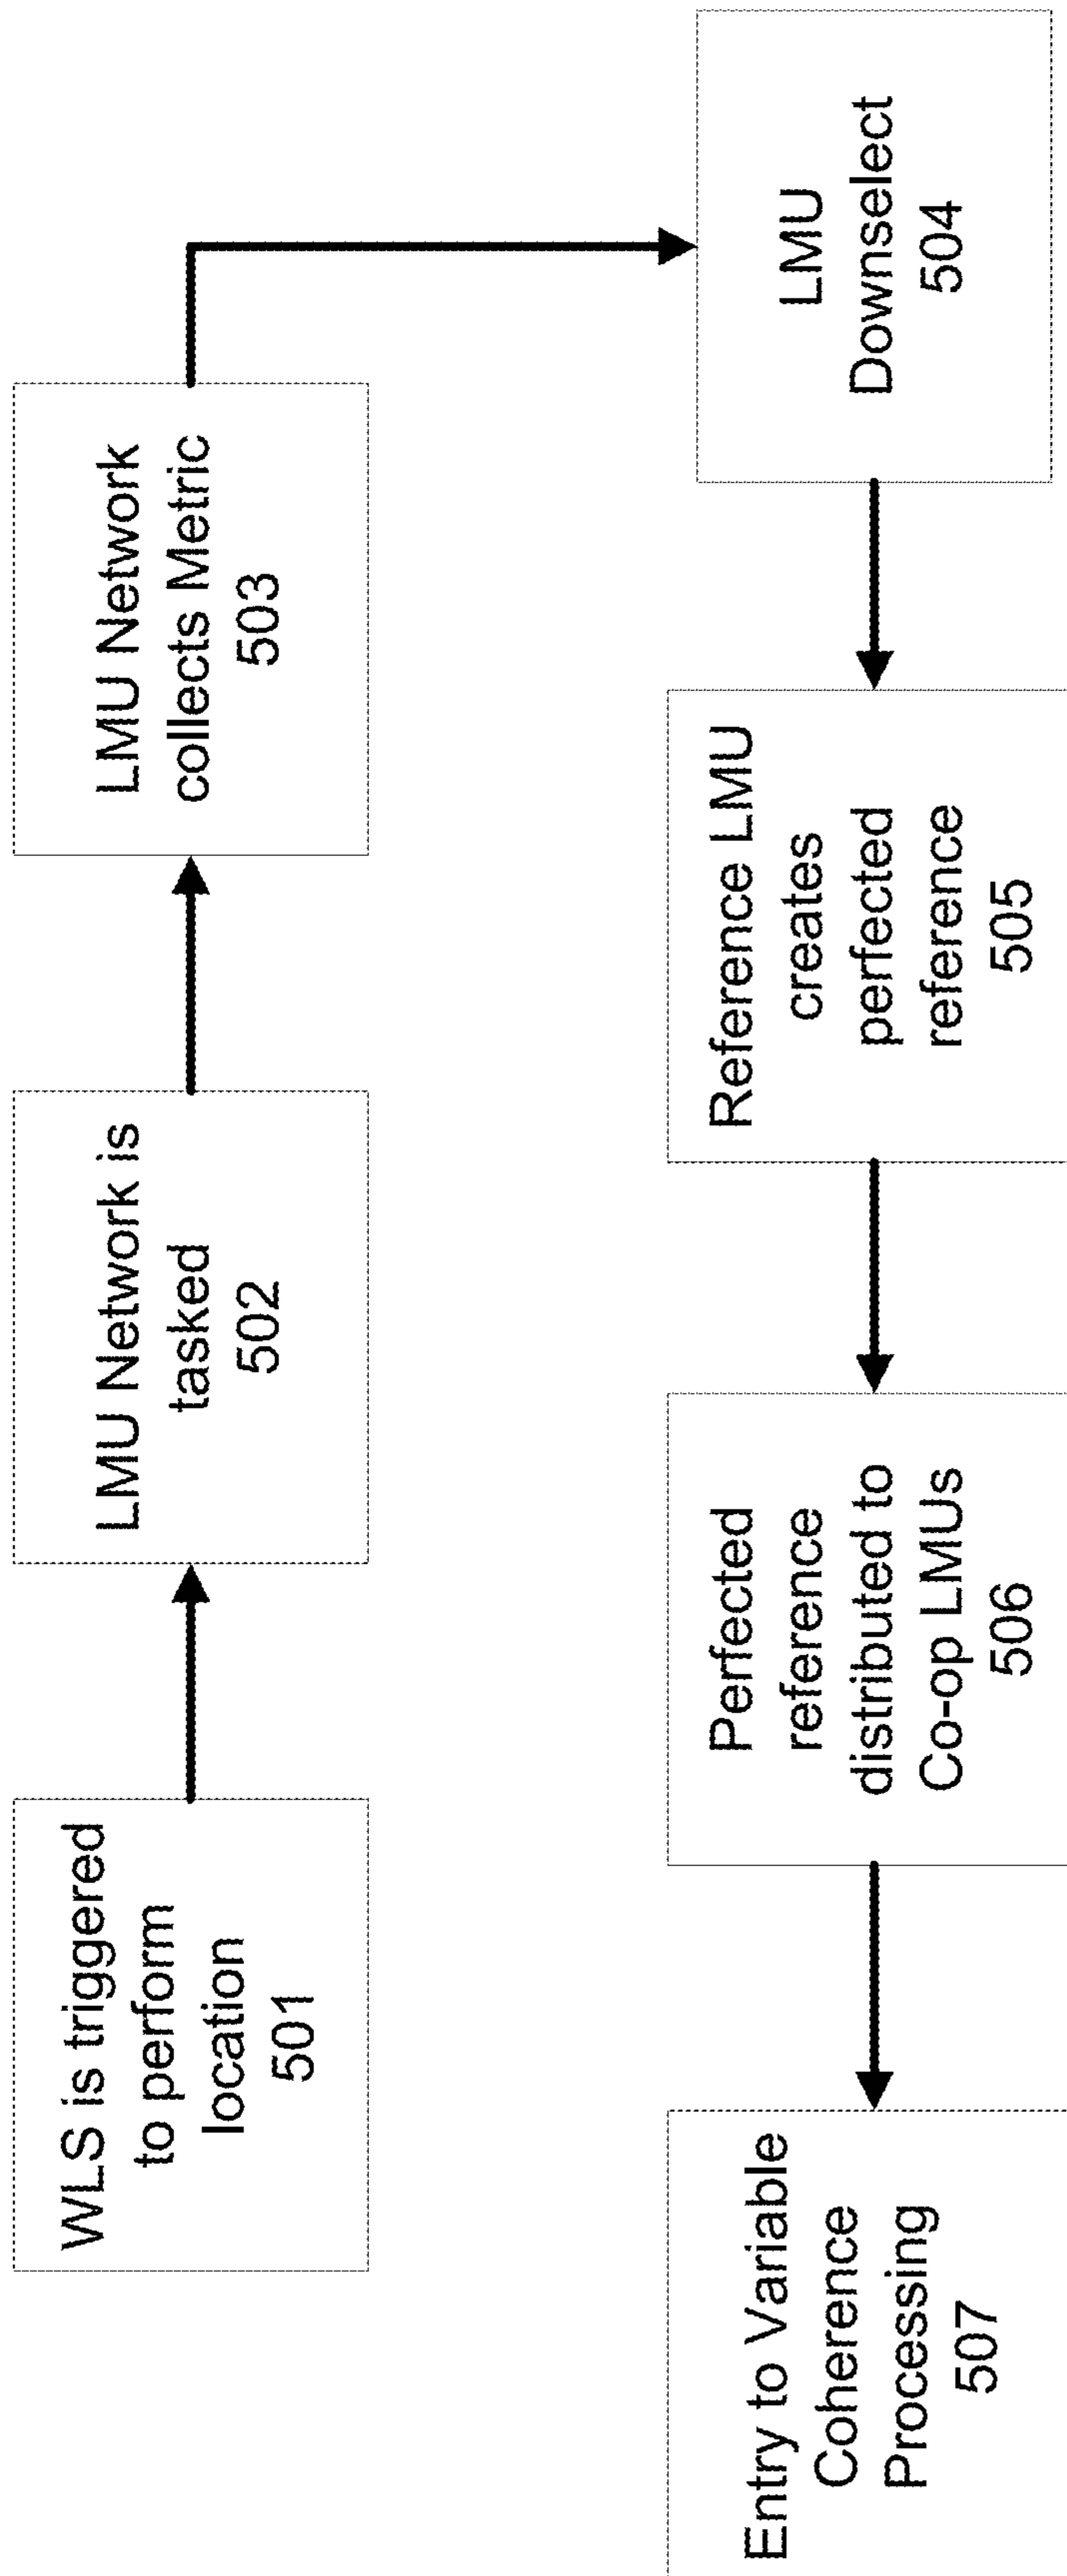 WLS is triggered
to perform
location
501
LMU Network is
tasked
502
LMU Network
collects Metric
503
LMU
Downselect
504
Reference LMU
creates
perfected
reference
505
Perfected
reference
distributed to
Co-op LMUs
506
Entry to Variable
Coherence
Processing
507